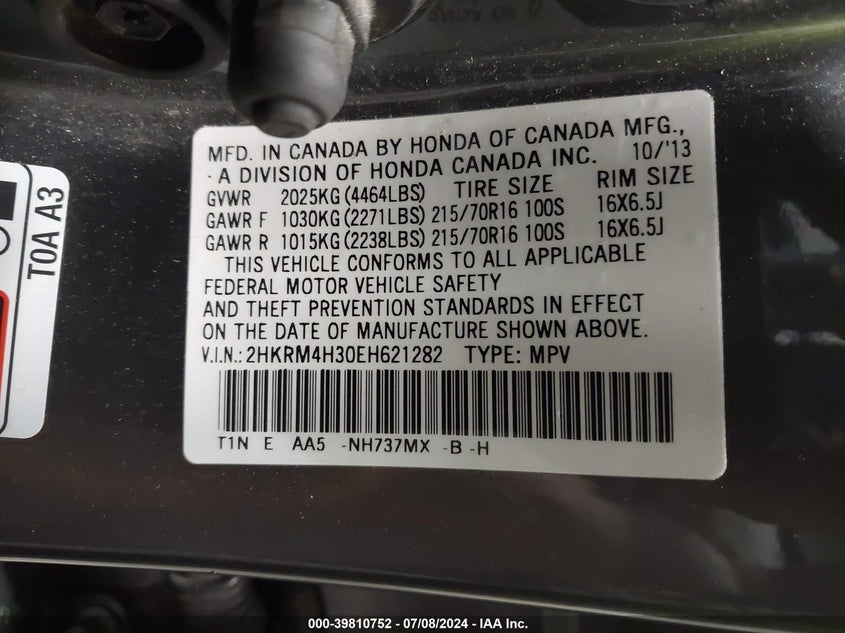 MFD. IN CANADA BY HONDA OF CANADA MFG.,
-A DIVISION OF HONDA CANADA INC. 10/'13
GVWR 2025KG (4464LBS) TIRE SIZE RIM SIZE
GAWR F 1030KG (2271LBS) 215/70R16 100S 16X6.5J
GAWR R 1015KG (2238LBS) 215/70R16 100S 16X6.5J
THIS VEHICLE CONFORMS TO ALL APPLICABLE
FEDERAL MOTOR VEHICLE SAFETY
AND THEFT PREVENTION STANDARDS IN EFFECT
ON THE DATE OF MANUFACTURE SHOWN ABOVE.
V.I.N.: 2HKRM4H30EH621282 TYPE: MPV
T1N E AA5 -NH737MX -B -H
T0A A3
000-39810752 - 07/08/2024 - IAA Inc.